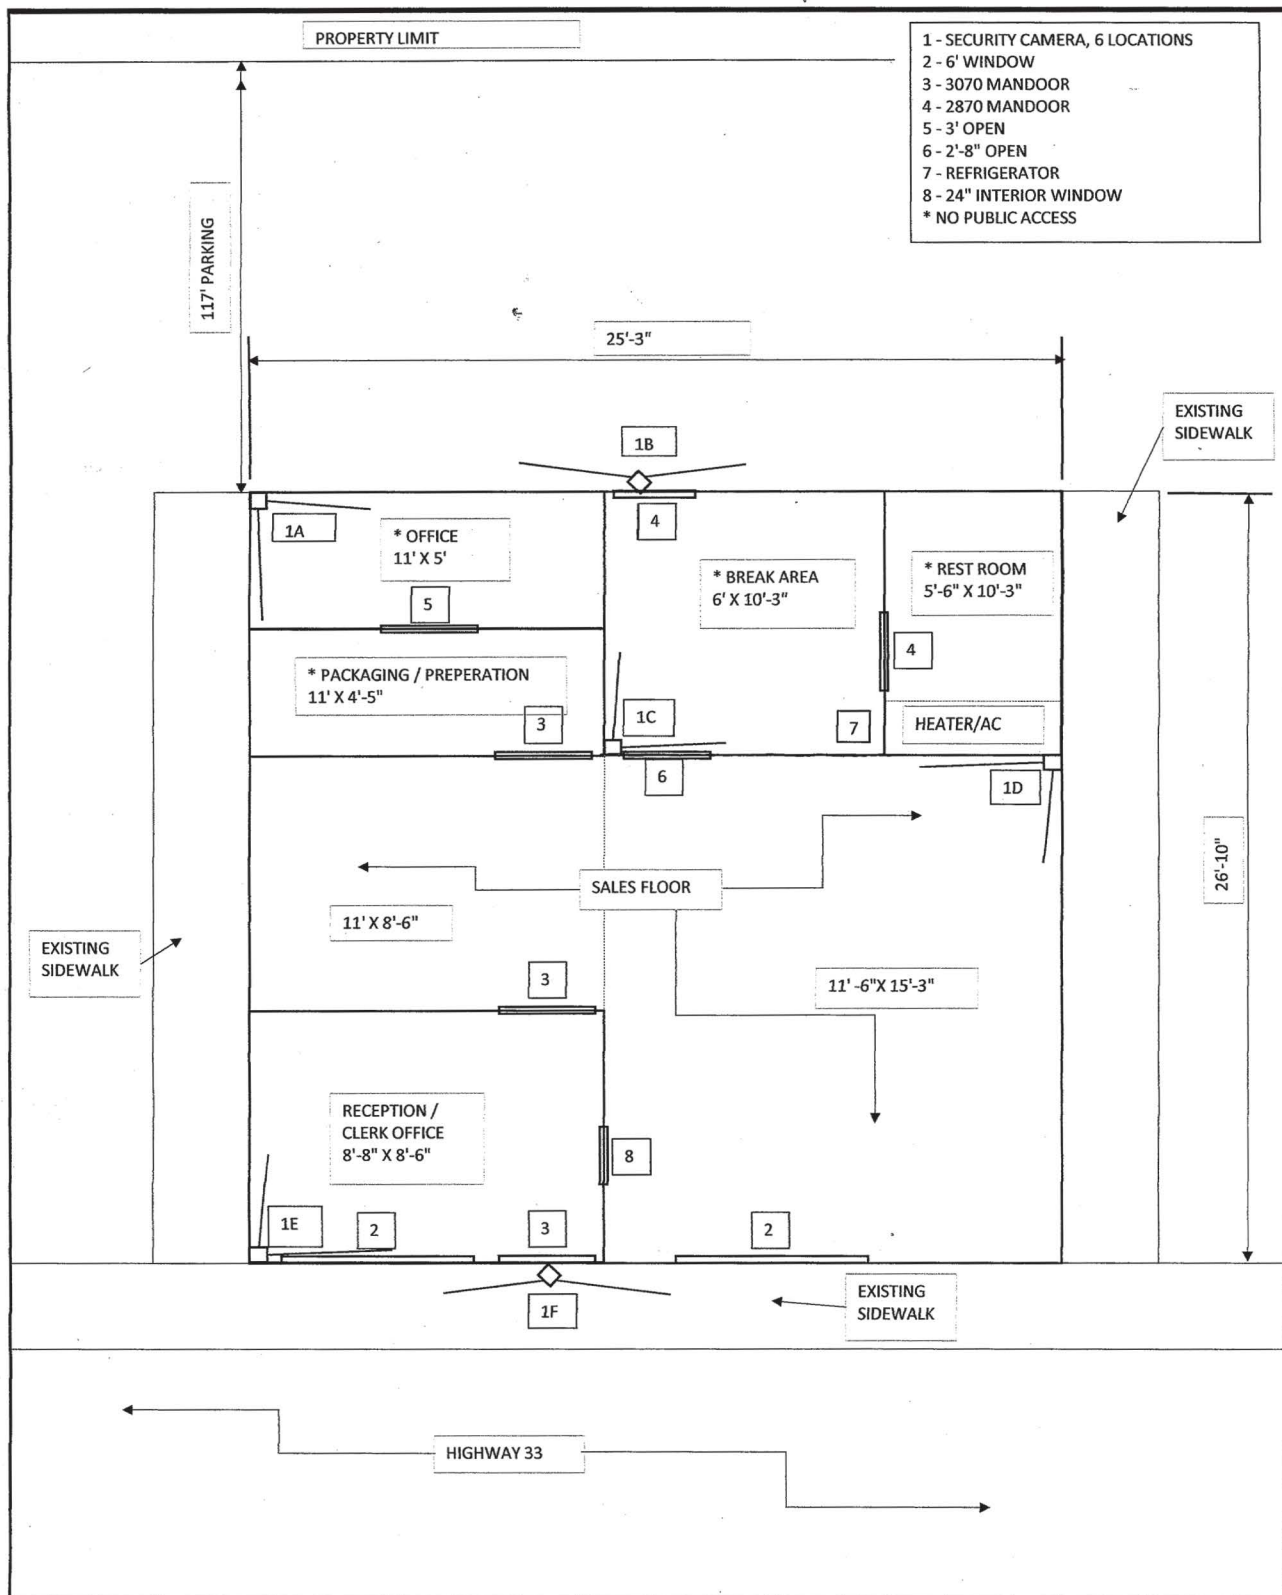 PROPERTY LIMIT
1 - SECURITY CAMERA, 6 LOCATIONS
2 - 6' WINDOW
3 - 3070 MANDOOR
4 - 2870 MANDOOR
5 - 3' OPEN
6 - 2'-8" OPEN
7 - REFRIGERATOR
8 - 24" INTERIOR WINDOW
* NO PUBLIC ACCESS
117' PARKING
25'-3"
EXISTING
SIDEWALK
1B
1A
* OFFICE
11' X 5'
4
* BREAK AREA
6' X 10'-3"
* REST ROOM
5'-6" X 10'-3"
5
4
* PACKAGING / PREPERATION
11' X 4'-5"
3
1C
7
HEATER/AC
6
1D
26'-10"
SALES FLOOR
11' X 8'-6"
EXISTING
SIDEWALK
3
11' -6"X 15'-3"
RECEPTION /
CLERK OFFICE
8'-8" X 8'-6"
8
1E
2
3
2
1F
EXISTING
SIDEWALK
HIGHWAY 33